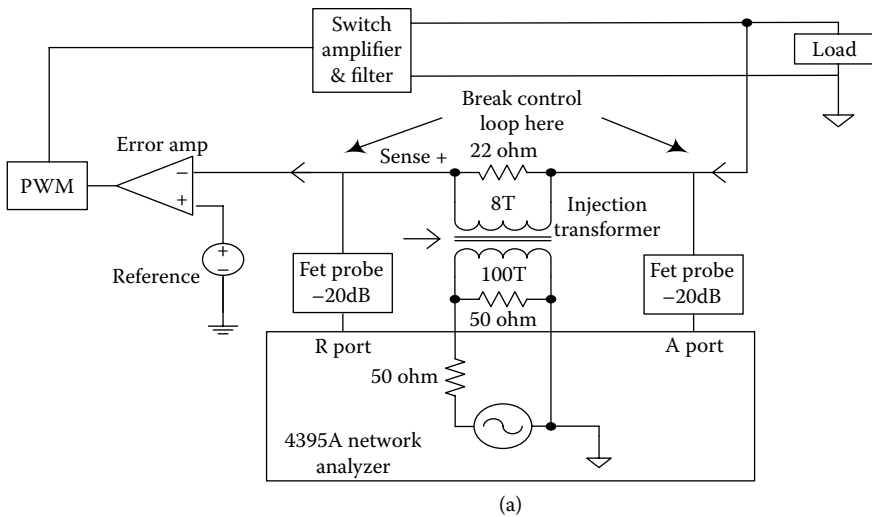 Switch
amplifier
& filter
Load
Break control
loop here
Error amp
Sense +
22 ohm
PWM
−
+
8T
Injection
transformer
+
−
Reference
Fet probe
−20dB
100T
Fet probe
−20dB
50 ohm
R port
A port
50 ohm
4395A network
analyzer
(a)